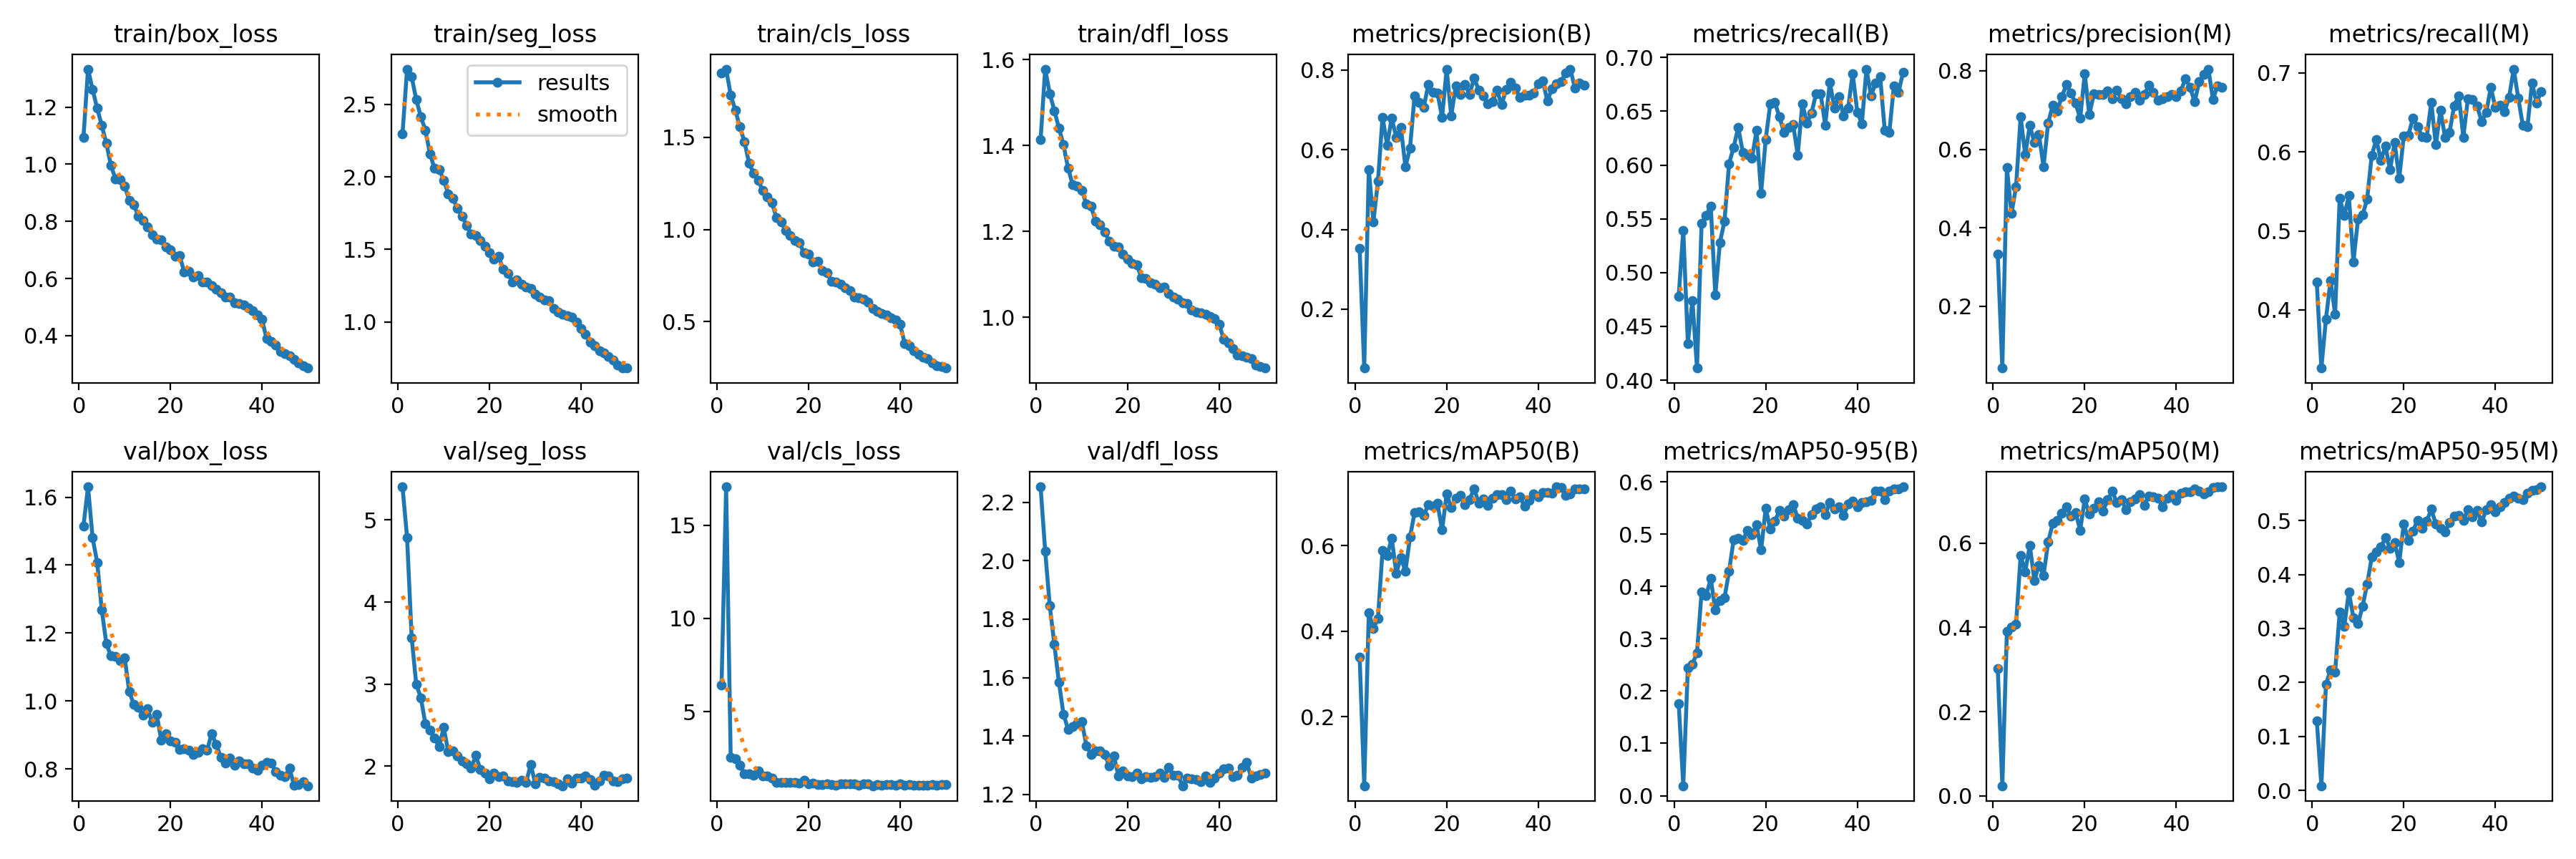 train/box_loss
train/seg_loss
train/cls_loss
train/dfl_loss
metrics/precision(B)
metrics/recall(B)
metrics/precision(M)
metrics/recall(M)
1.2
1.0
0.8
0.6
0.4
0 20 40
results
smooth
2.5
2.0
1.5
1.0
0 20 40
1.5
1.0
0.5
0 20 40
1.6
1.4
1.2
1.0
0 20 40
0.8
0.6
0.4
0.2
0 20 40
0.70
0.65
0.60
0.55
0.50
0.45
0.40
0 20 40
0.8
0.6
0.4
0.2
0 20 40
0.7
0.6
0.5
0.4
0 20 40
val/box_loss
val/seg_loss
val/cls_loss
val/dfl_loss
metrics/mAP50(B)
metrics/mAP50-95(B)
metrics/mAP50(M)
metrics/mAP50-95(M)
1.6
1.4
1.2
1.0
0.8
0 20 40
5
4
3
2
0 20 40
15
10
5
0 20 40
2.2
2.0
1.8
1.6
1.4
1.2
0 20 40
0.6
0.4
0.2
0 20 40
0.6
0.5
0.4
0.3
0.2
0.1
0.0
0 20 40
0.6
0.4
0.2
0.0
0 20 40
0.5
0.4
0.3
0.2
0.1
0.0
0 20 40